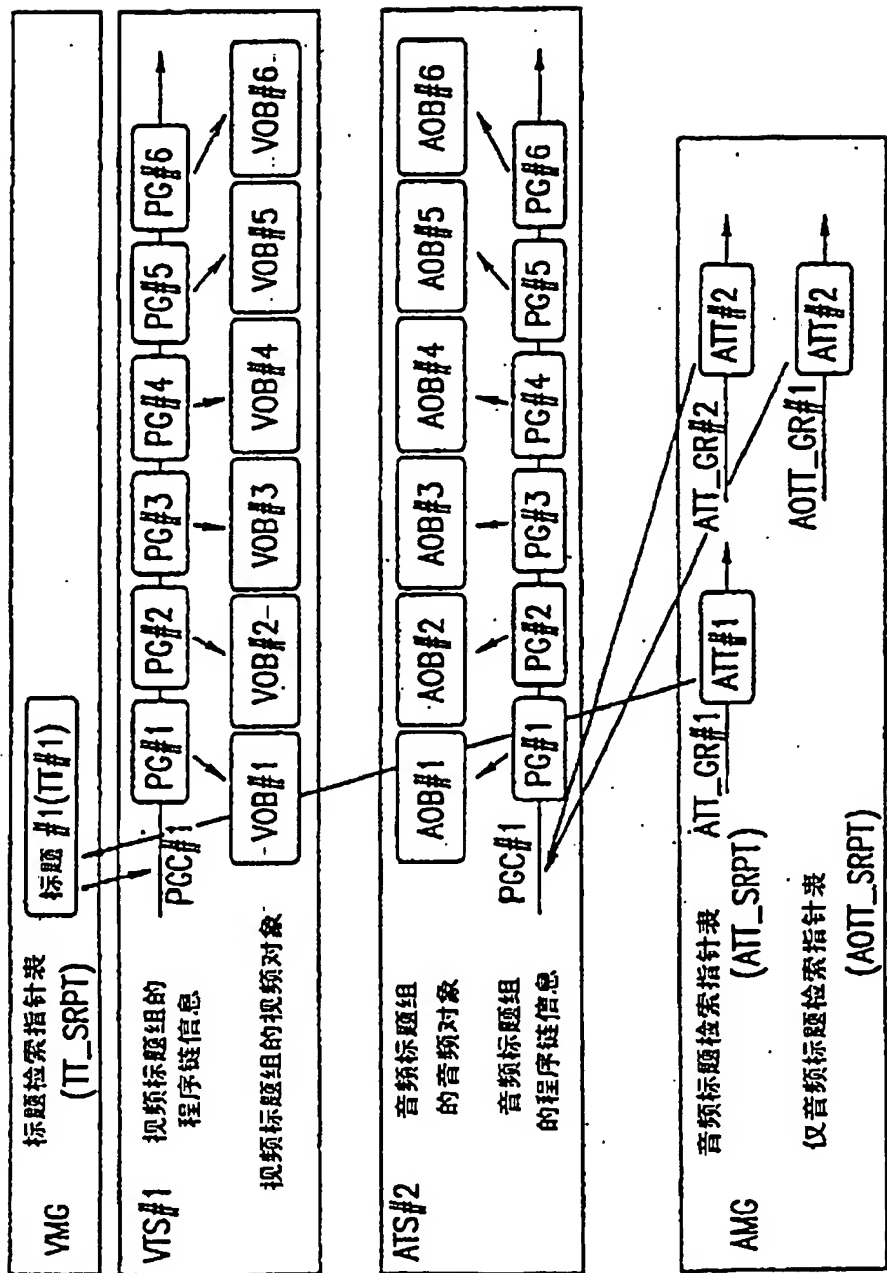 VMG
标题检索指针表
(TT_SRPT)
标题 #1(TT#1)
VTS#1
视频标题组的
程序链信息
PGC#1
PG#1
PG#2
PG#3
PG#4
PG#5
PG#6
视频标题组的视频对象
VOB#1
VOB#2
VOB#3
VOB#4
VOB#5
VOB#6
ATS#2
音频标题组
的音频对象
AOB#1
AOB#2
AOB#3
AOB#4
AOB#5
AOB#6
音频标题组
的程序链信息
PGC#1
PG#1
PG#2
PG#3
PG#4
PG#5
PG#6
AMG
音频标题检索指针表
(ATT_SRPT)
ATT_GR#1
ATT#1
ATT_GR#2
ATT#2
仅音频标题检索指针表
(AOTT_SRPT)
AOTT_GR#1
ATT#2